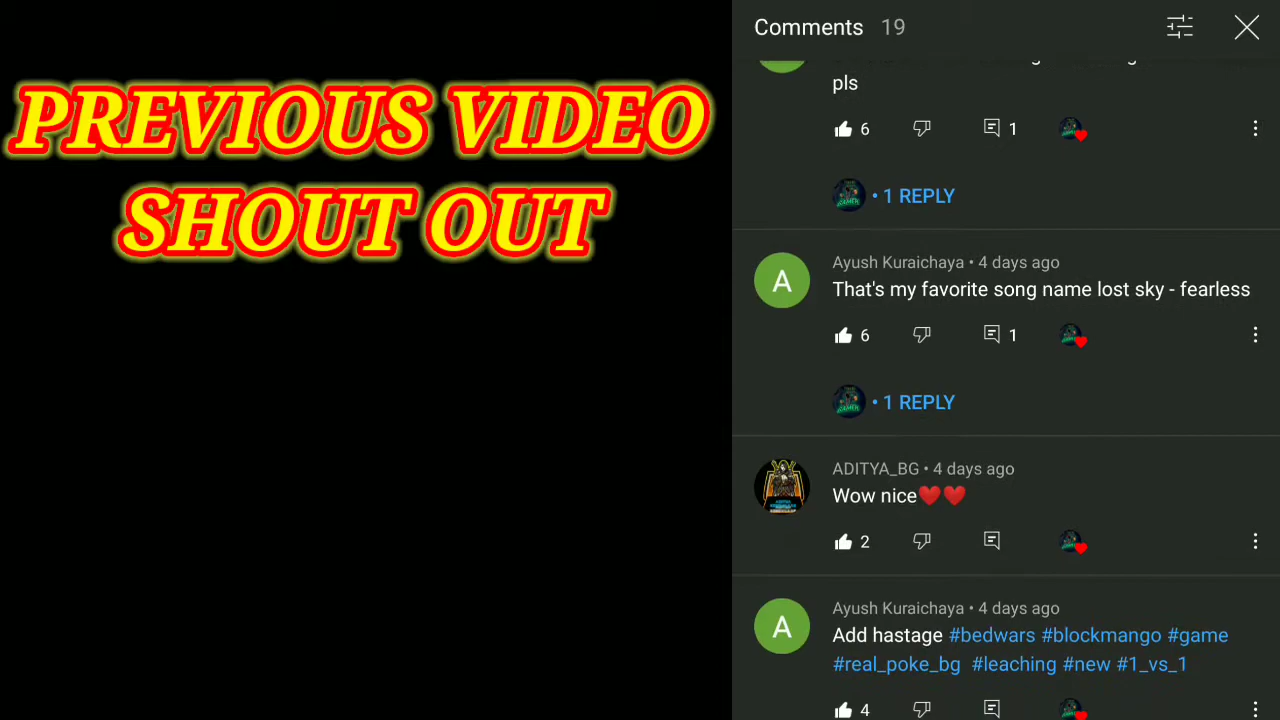 PREVIOUS VIDEO
SHOUT OUT
Comments 19
pls
6
1
• 1 REPLY
Ayush Kuraichaya • 4 days ago
That's my favorite song name lost sky - fearless
6
1
• 1 REPLY
ADITYA_BG • 4 days ago
Wow nice❤️❤️
2
A
Ayush Kuraichaya • 4 days ago
Add hastage #bedwars #blockmango #game
#real_poke_bg #leaching #new #1_vs_1
A
4